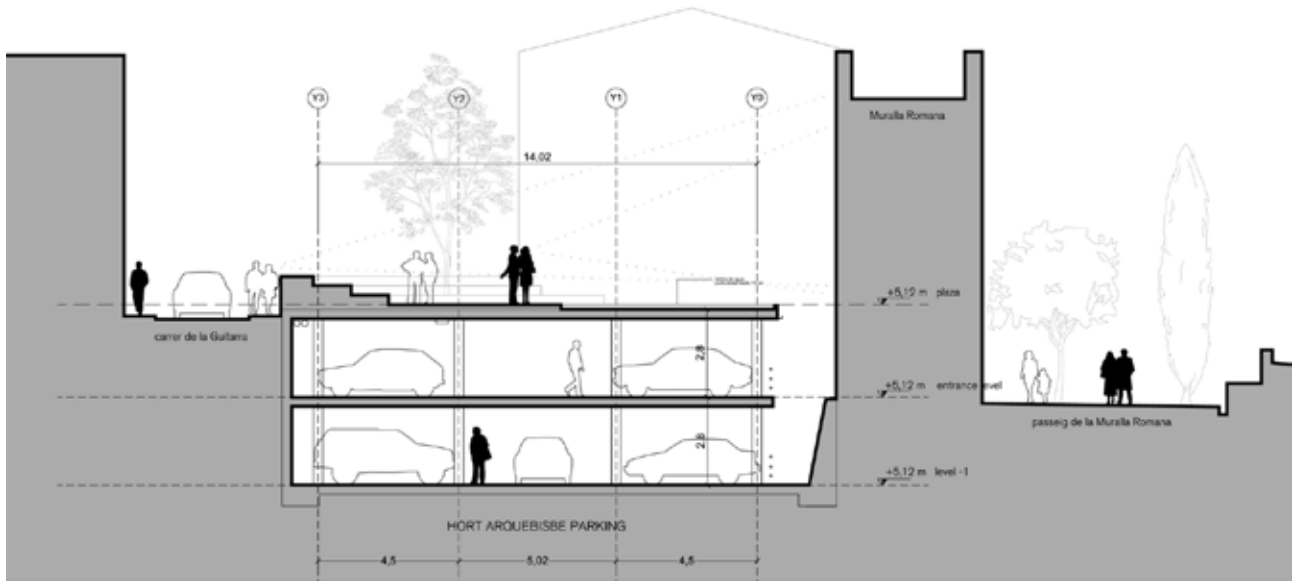 Y3
Y2
Y1
Y0
Muralla Romana
14,02
+5,12 m plaza
carrer de la Guitarra
2,8
+5,12 m entrance level
passeig de la Muralla Romana
2,8
+5,12 m level -1
HORT ARQUEBISBE PARKING
4,5
5,02
4,5